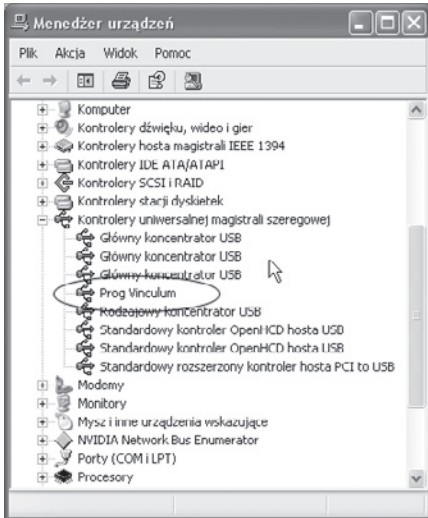 Menedżer urządzeń
Plik Akcja Widok Pomoc
Komputer
Kontrolery dźwięku, wideo i gier
Kontrolery hosta magistrali IEEE 1394
Kontrolery IDE ATA/ATAPI
Kontrolery SCSI i RAID
Kontrolery stacji dyskietek
Kontrolery uniwersalnej magistrali szeregowej
Główny koncentrator USB
Główny koncentrator USB
Główny koncentrator USB
Prog Vinculum
Rodzajowy koncentrator USB
Standardowy kontroler OpenHCD hosta USB
Standardowy kontroler OpenHCD hosta USB
Standardowy rozszerzony kontroler hosta PCI to USB
Modemy
Monitory
Mysz i inne urządzenia wskazujące
NVIDIA Network Bus Enumerator
Porty (COM i LPT)
Procesory